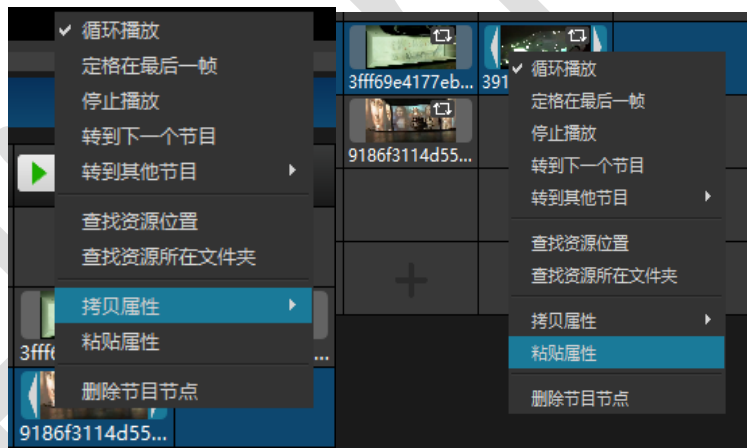 循环播放
定格在最后一帧
停止播放
转到下一个节目
转到其他节目
查找资源位置
查找资源所在文件夹
拷贝属性
粘贴属性
删除节目节点
3fff
...
9186f3114d55...
3fff69e4177eb...
391
9186f3114d55...
循环播放
定格在最后一帧
停止播放
转到下一个节目
转到其他节目
查找资源位置
查找资源所在文件夹
拷贝属性
粘贴属性
删除节目节点